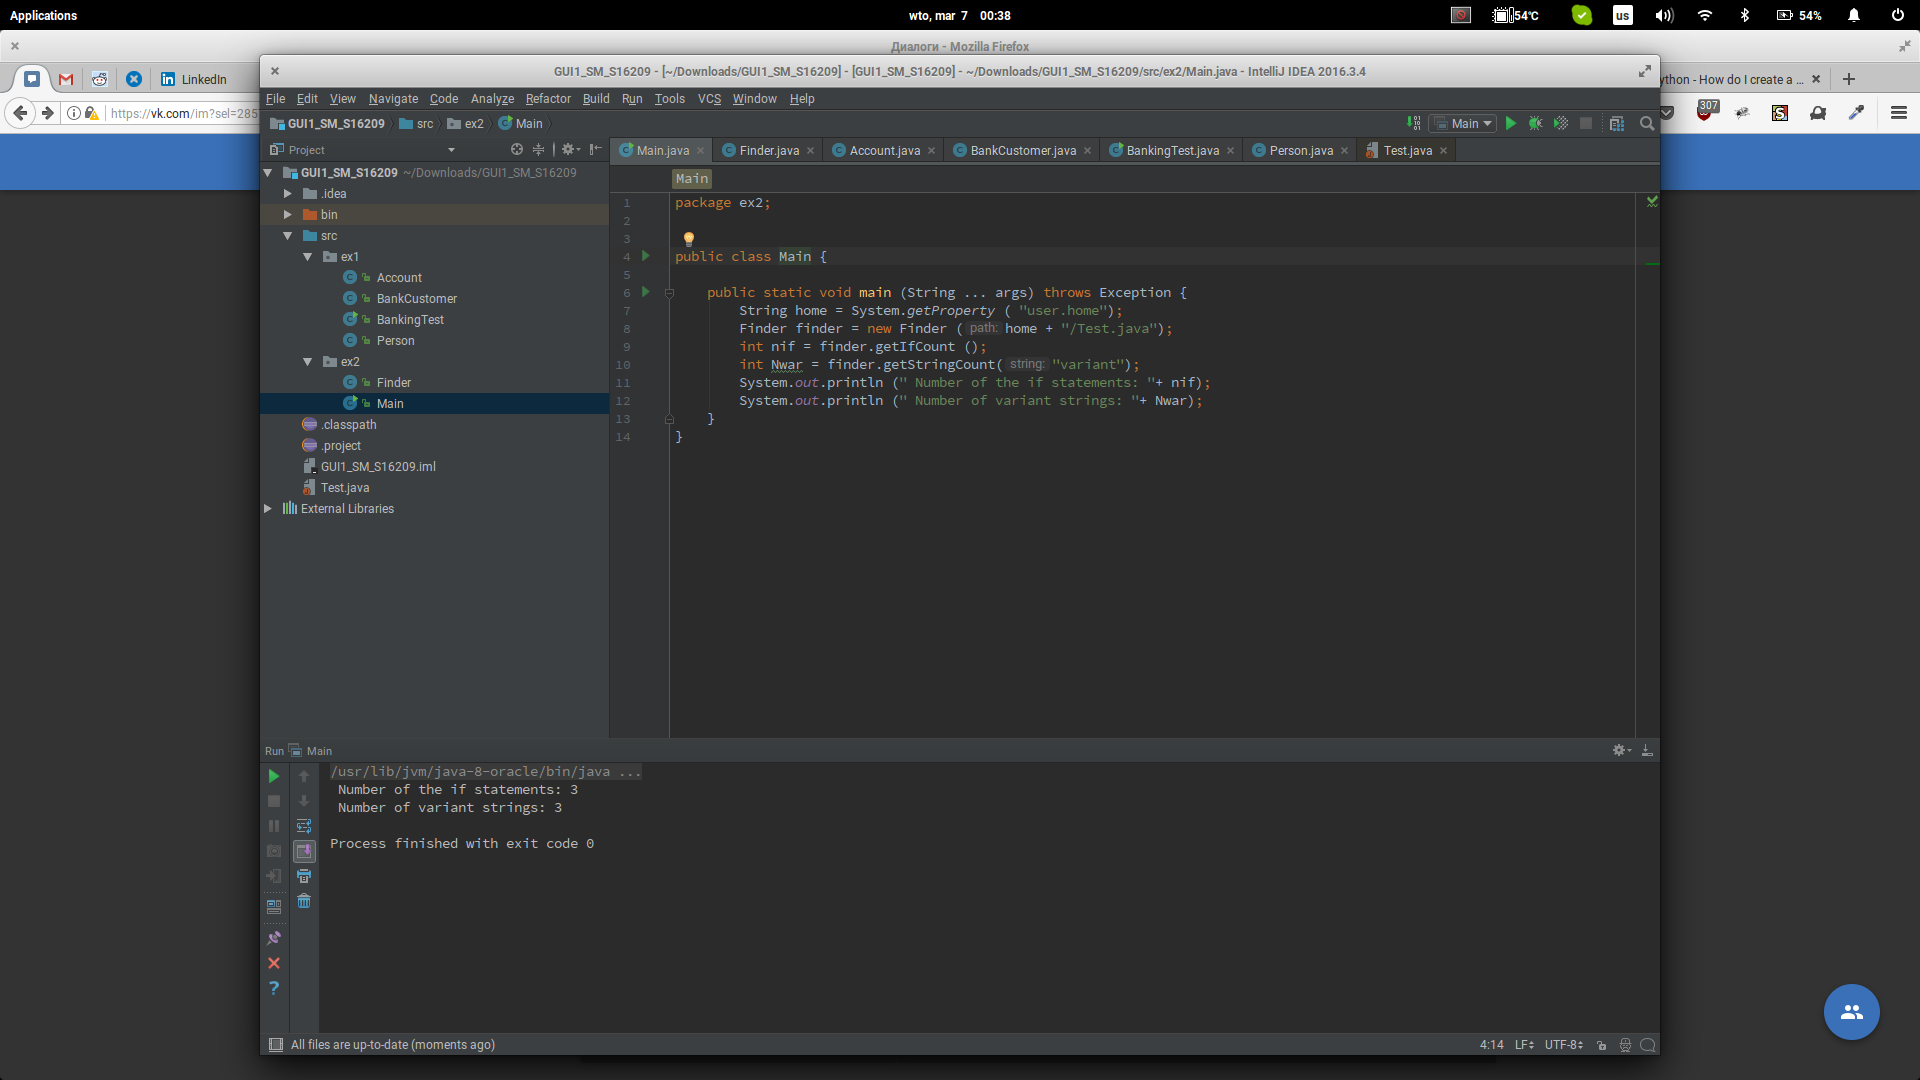 Applications
wto, mar 7 00:38
54℃
us
54%
Диалоги - Mozilla Firefox
LinkedIn
ython - How do I create a ...
https://vk.com/im?sel=285
307
GUI1_SM_S16209 - [~/Downloads/GUI1_SM_S16209] - [GUI1_SM_S16209] - ~/Downloads/GUI1_SM_S16209/src/ex2/Main.java - IntelliJ IDEA 2016.3.4
File Edit View Navigate Code Analyze Refactor Build Run Tools VCS Window Help
GUI1_SM_S16209 src ex2 Main
Main
Project
Main.java Finder.java Account.java BankCustomer.java BankingTest.java Person.java Test.java
GUI1_SM_S16209 ~/Downloads/GUI1_SM_S16209
.idea
bin
src
ex1
Account
BankCustomer
BankingTest
Person
ex2
Finder
Main
.classpath
.project
GUI1_SM_S16209.iml
Test.java
External Libraries
Main
1 package ex2;
2
3
4 public class Main {
5
6 public static void main (String ... args) throws Exception {
7 String home = System.getProperty ( "user.home");
8 Finder finder = new Finder ( path: home + "/Test.java");
9 int nif = finder.getIfCount ();
10 int Nwar = finder.getStringCount( string: "variant");
11 System.out.println (" Number of the if statements: "+ nif);
12 System.out.println (" Number of variant strings: "+ Nwar);
13 }
14 }
Run Main
/usr/lib/jvm/java-8-oracle/bin/java ...
Number of the if statements: 3
Number of variant strings: 3
Process finished with exit code 0
All files are up-to-date (moments ago)
4:14 LF UTF-8